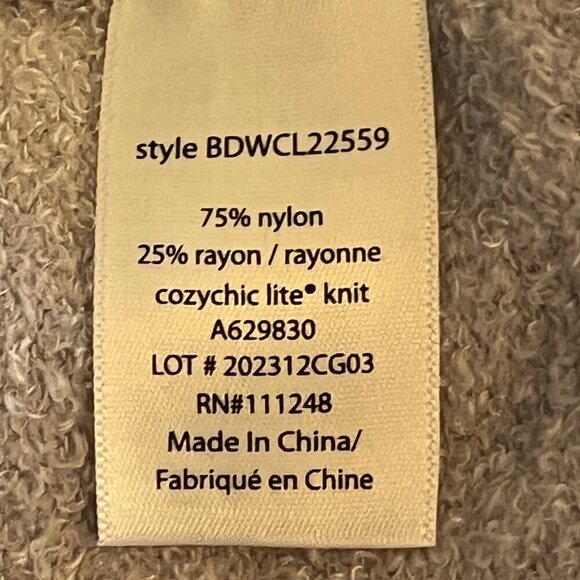 style BDWCL22559
75% nylon
25% rayon / rayonne
cozychic lite® knit
A629830
LOT # 202312CG03
RN#111248
Made In China/
Fabriqué en Chine